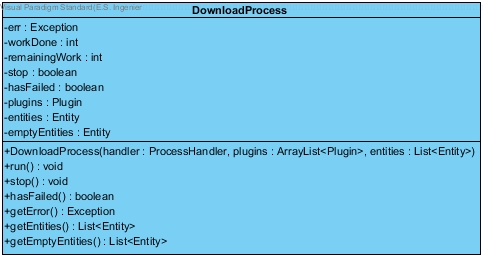 Visual Paradigm Standard(E.S. Ingenier
DownloadProcess
-err : Exception
-workDone : int
-remainingWork : int
-stop : boolean
-hasFailed : boolean
-plugins : Plugin
-entities : Entity
-emptyEntities : Entity
+DownloadProcess(handler : ProcessHandler, plugins : ArrayList<Plugin>, entities : List<Entity>)
+run() : void
+stop() : void
+hasFailed() : boolean
+getError() : Exception
+getEntities() : List<Entity>
+getEmptyEntities() : List<Entity>